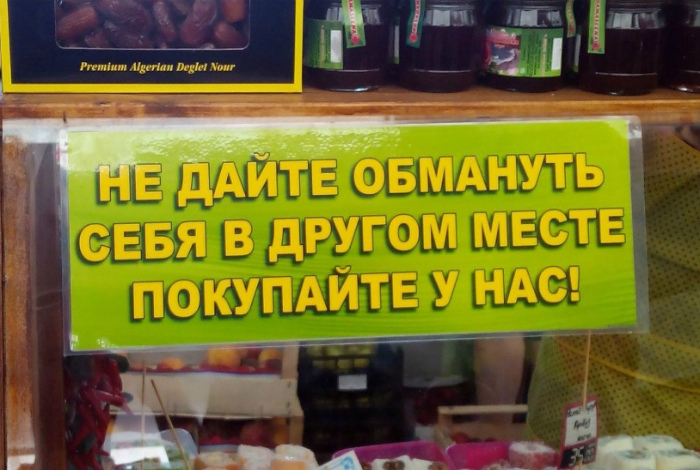 Premium Algerian Deglet Nour
НЕ ДАЙТЕ ОБМАНУТЬ
СЕБЯ В ДРУГОМ МЕСТЕ
ПОКУПАЙТЕ У НАС!